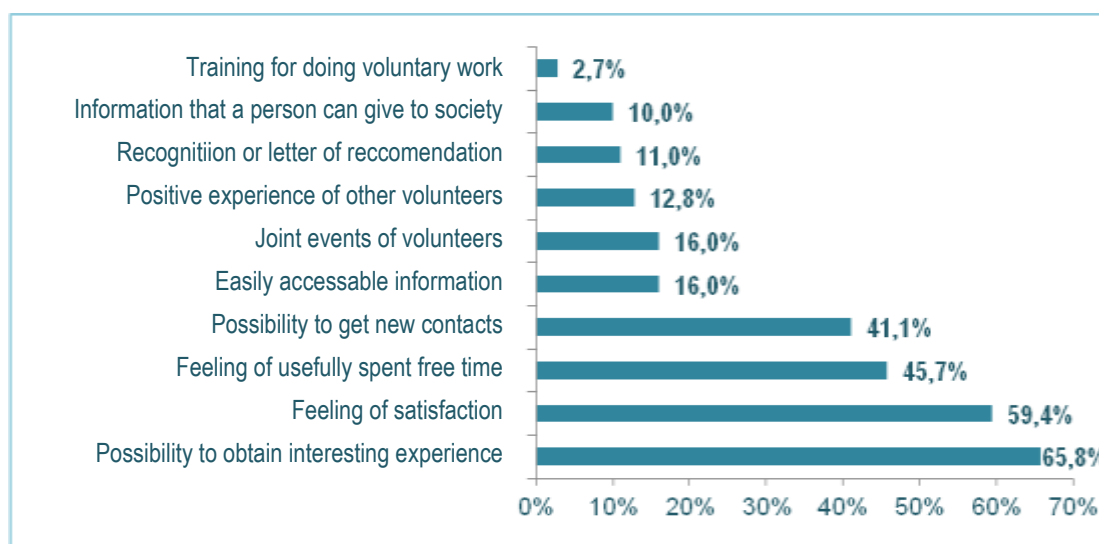 Training for doing voluntary work 2,7%
Information that a person can give to society 10,0%
Recognitiion or letter of reccomendation 11,0%
Positive experience of other volunteers 12,8%
Joint events of volunteers 16,0%
Easily accessable information 16,0%
Possibility to get new contacts 41,1%
Feeling of usefully spent free time 45,7%
Feeling of satisfaction 59,4%
Possibility to obtain interesting experience 65,8%
0% 10% 20% 30% 40% 50% 60% 70%